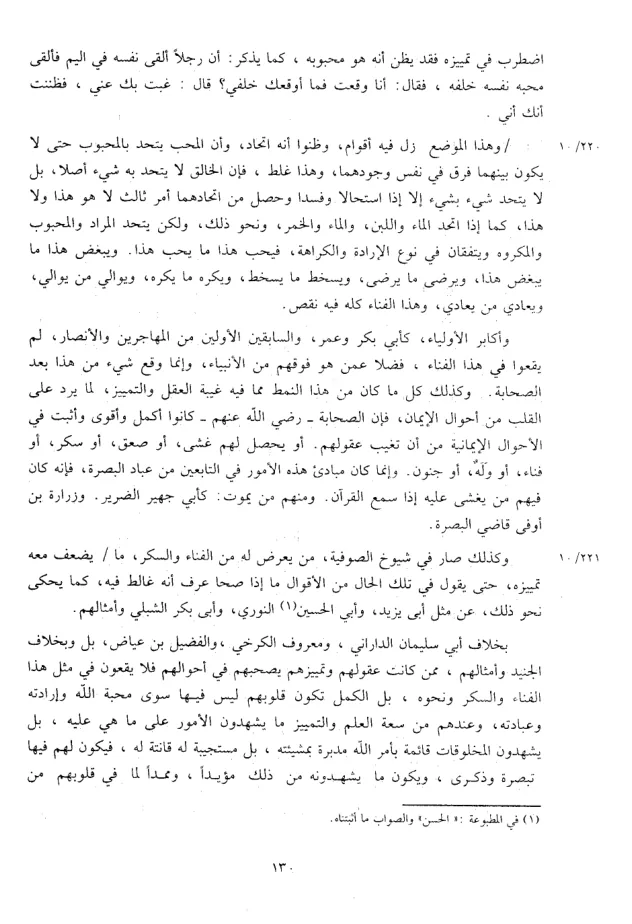 اضطرب في تمييزه فقد يظن أنه هو محبوبه ، كما يذكر: أن رجلاً ألقى نفسه في اليم فألقى
محبه نفسه خلفه ، فقال: أنا وقعت فما أوقعك خلفي؟ قال : غبت بك عني ، فظننت
أنك أني .
١٠/٢٢٠ / وهذا الموضع زل فيه أقوام، وظنوا أنه اتحاد، وأن المحب يتحد بالمحبوب حتى لا
يكون بينهما فرق في نفس وجودهما، وهذا غلط ، فإن الخالق لا يتحد به شيء أصلا، بل
لا يتحد شيء بشيء إلا إذا استحالا وفسدا وحصل من اتحادهما أمر ثالث لا هو هذا ولا
هذا، كما إذا اتحد الماء واللبن، والماء والخمر، ونحو ذلك، ولكن يتحد المراد والمحبوب
والمكروه ويتفقان في نوع الإرادة والكراهة، فيحب هذا ما يحب هذا. ويبغض هذا ما
يبغض هذا، ويرضى ما يرضى، ويسخط ما يسخط، ويكره ما يكره، ويوالي من يوالي،
ويعادي من يعادي، وهذا الفناء كله فيه نقص.
وأكابر الأولياء، كأبي بكر وعمر، والسابقين الأولين من المهاجرين والأنصار، لم
يقعوا في هذا الفناء ، فضلا عمن هو فوقهم من الأنبياء، وإنما وقع شيء من هذا بعد
الصحابة. وكذلك كل ما كان من هذا النمط مما فيه غيبة العقل والتمييز، لما يرد على
القلب من أحوال الإيمان، فإن الصحابة ـ رضي الله عنهم ـ كانوا أكمل وأقوى وأثبت في
الأحوال الإيمانية من أن تغيب عقولهم. أو يحصل لهم غشى، أو صعق، أو سكر، أو
فناء، أو وَلَهٌ، أو جنون. وإنما كان مبادئ هذه الأمور في التابعين من عباد البصرة، فإنه كان
فيهم من يغشى عليه إذا سمع القرآن. ومنهم من يموت: كأبي جهير الضرير. وزرارة بن
أوفى قاضي البصرة.
١٠/٢٢١ وكذلك صار في شيوخ الصوفية، من يعرض له من الفناء والسكر، ما / يضعف معه
تمييزه، حتى يقول في تلك الحال من الأقوال ما إذا صحا عرف أنه غالط فيه، كما يحكى
نحو ذلك، عن مثل أبى يزيد، وأبي الحسين(١) النوري، وأبى بكر الشبلي وأمثالهم.
بخلاف أبي سليمان الداراني ، ومعروف الكرخي ،والفضيل بن عياض، بل وبخلاف
الجنيد وأمثالهم ، ممن كانت عقولهم وتمييزهم يصحبهم في أحوالهم فلا يقعون في مثل هذا
الفناء والسكر ونحوه ، بل الكمل تكون قلوبهم ليس فيها سوى محبة الله وإرادته
وعبادته، وعندهم من سعة العلم والتمييز ما يشهدون الأمور على ما هي عليه ، بل
يشهدون المخلوقات قائمة بأمر الله مدبرة بمشيئته ، بل مستجيبة له قانتة له ، فيكون لهم فيها
تبصرة وذكرى ، ويكون ما يشهدونه من ذلك مؤيداً ، وممداً لما في قلوبهم من
(١) في المطبوعة :« الحسن» والصواب ما أثبتناه.
١٣٠